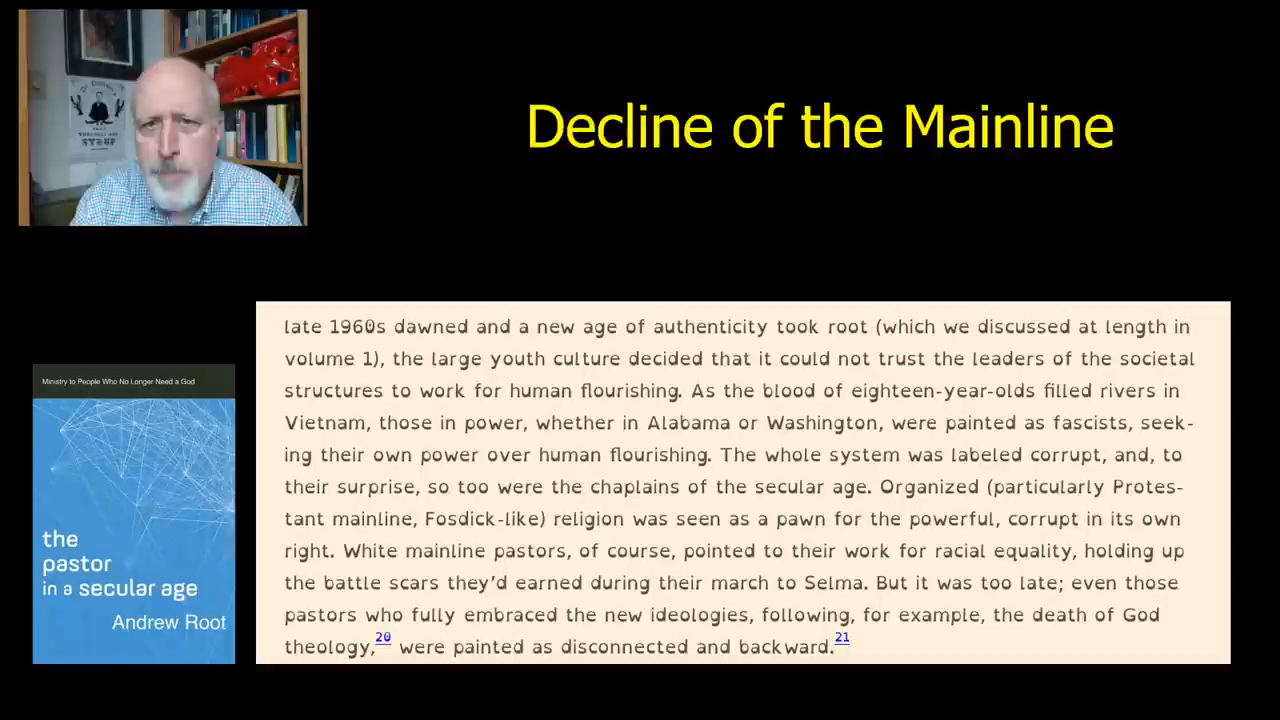 Decline of the Mainline
late 1960s dawned and a new age of authenticity took root (which we discussed at length in
volume 1), the large youth culture decided that it could not trust the leaders of the societal
structures to work for human flourishing. As the blood of eighteen-year-olds filled rivers in
Vietnam, those in power, whether in Alabama or Washington, were painted as fascists, seek-
ing their own power over human flourishing. The whole system was labeled corrupt, and, to
their surprise, so too were the chaplains of the secular age. Organized (particularly Protes-
tant mainline, Fosdick-like) religion was seen as a pawn for the powerful, corrupt in its own
right. White mainline pastors, of course, pointed to their work for racial equality, holding up
the battle scars they’d earned during their march to Selma. But it was too late; even those
pastors who fully embraced the new ideologies, following, for example, the death of God
theology,20 were painted as disconnected and backward.21
Ministry to People Who No Longer Need a God
the
pastor
in a secular age
Andrew Root